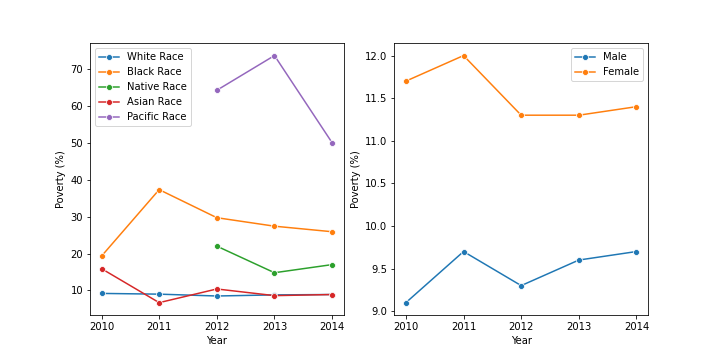 White Race
Black Race
Native Race
Asian Race
Pacific Race
Poverty (%)
70
60
50
40
30
20
10
2010 2011 2012 2013 2014
Year
Male
Female
Poverty (%)
12.0
11.5
11.0
10.5
10.0
9.5
9.0
2010 2011 2012 2013 2014
Year